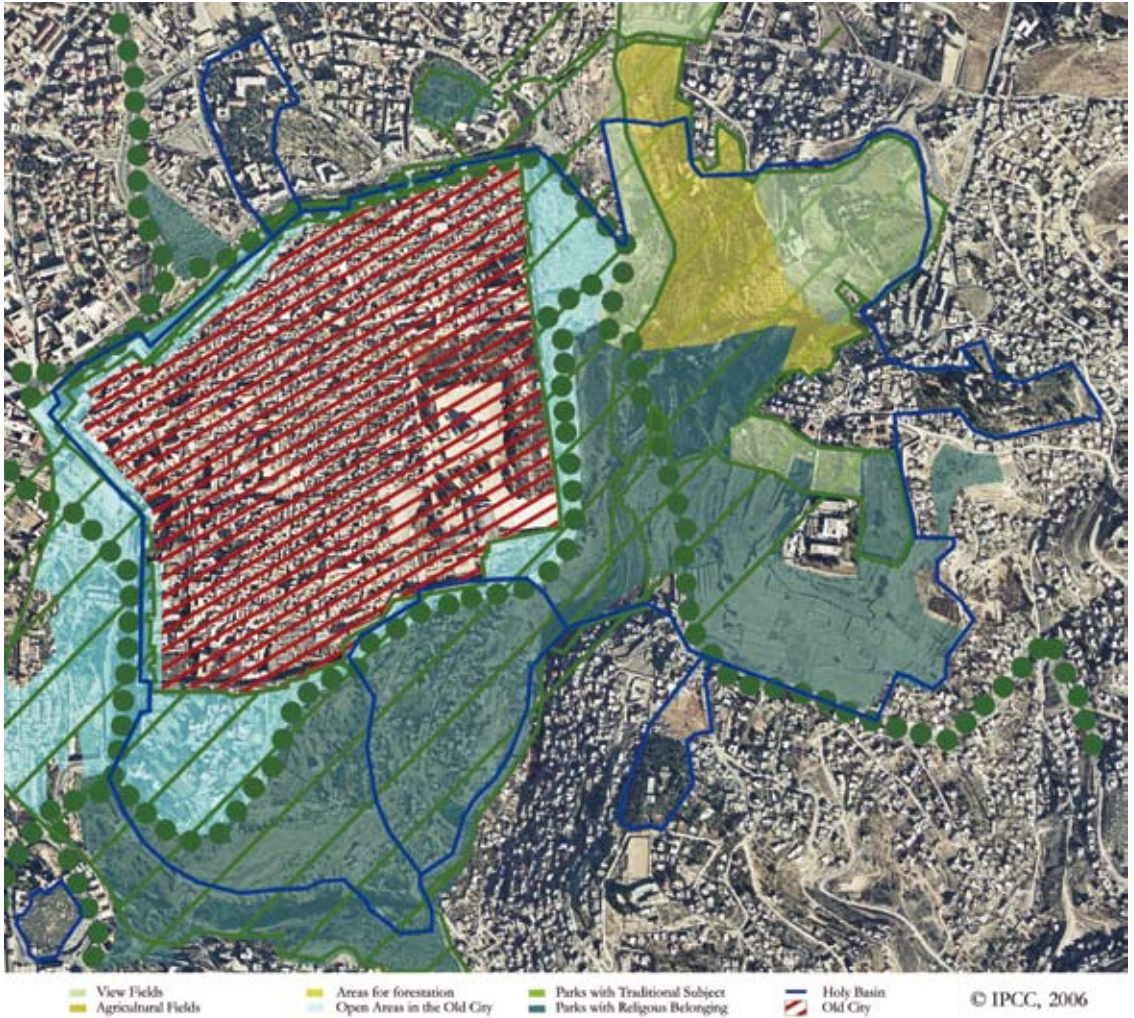 View Fields
Agricultural Fields
Areas for forestation
Open Areas in the Old City
Parks with Traditional Subject
Parks with Religous Belonging
Holy Basin
Old City
© IPCC, 2006